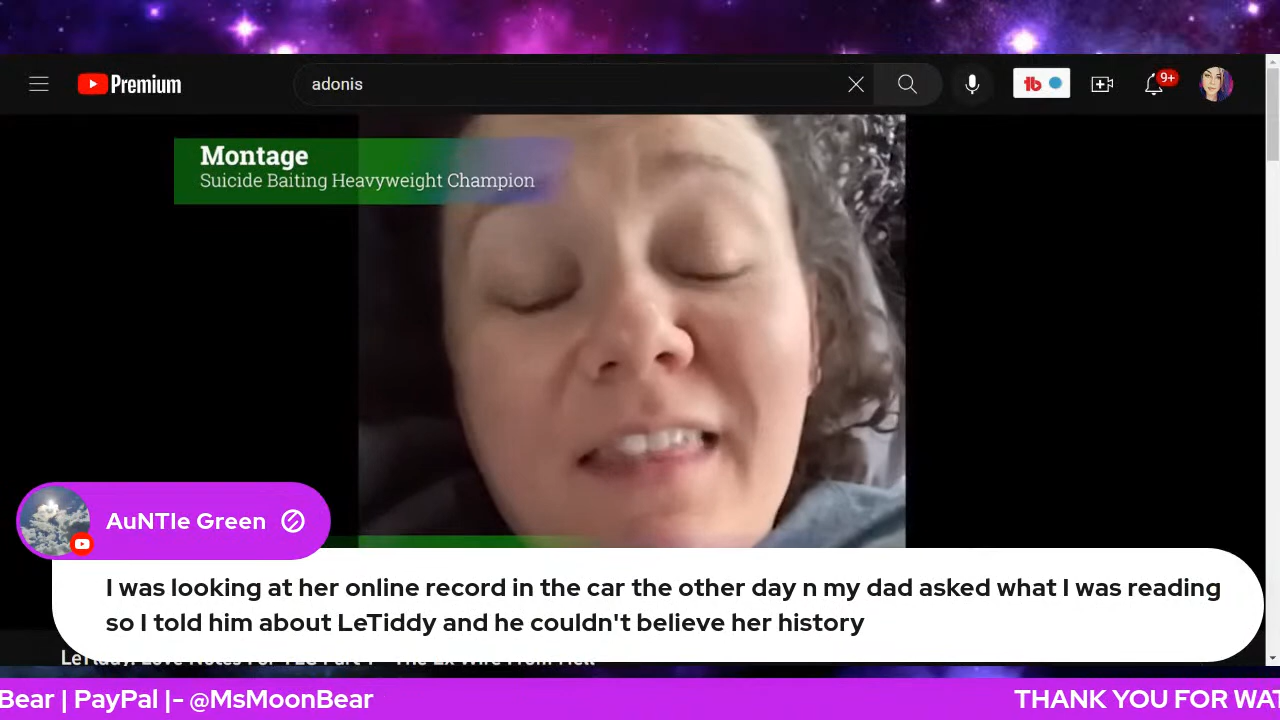 Premium
adonis
9+
Montage
Suicide Baiting Heavyweight Champion
AuNTIe Green
I was looking at her online record in the car the other day n my dad asked what I was reading
so I told him about LeTiddy and he couldn't believe her history
Bear | PayPal |- @MsMoonBear
THANK YOU FOR WAT